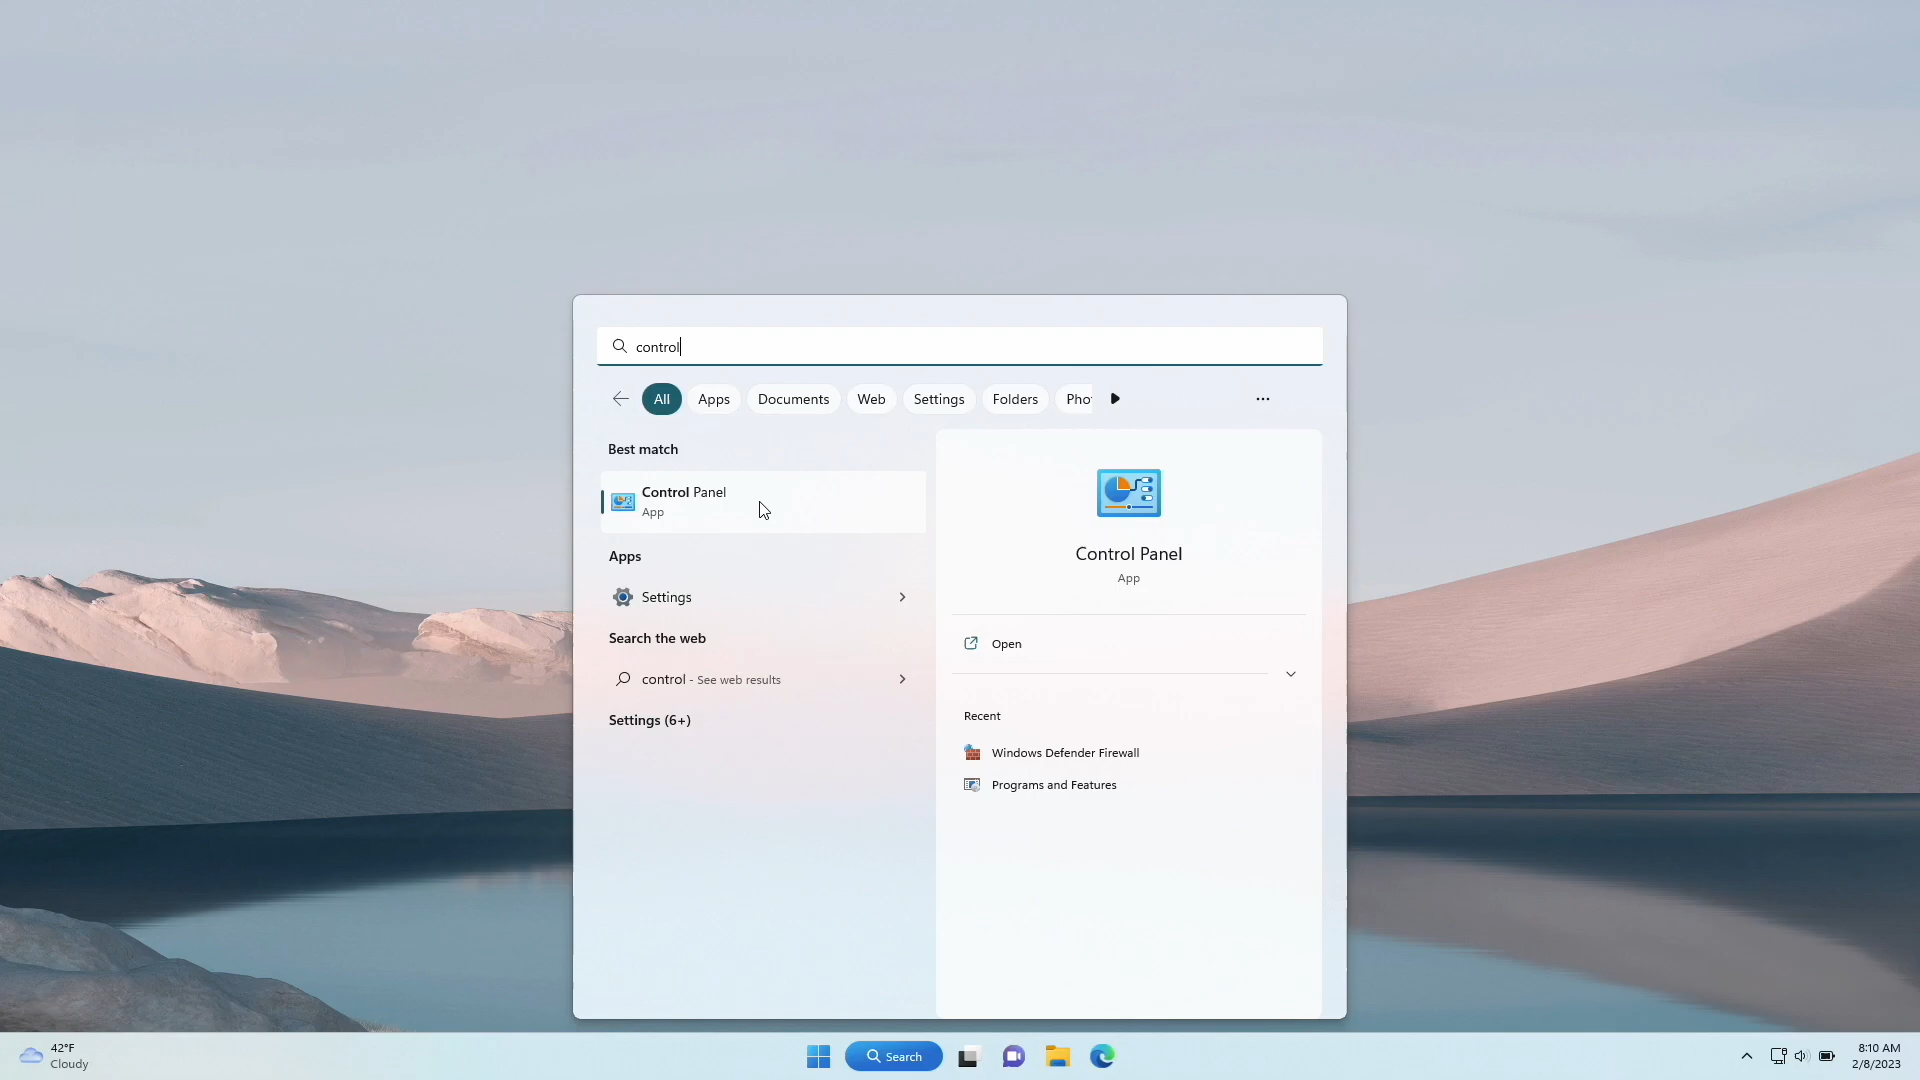 control
All Apps Documents Web Settings Folders Pho
Best match
Control Panel
App
Apps
Settings
Search the web
control - See web results
Settings (6+)
Control Panel
App
Open
Recent
Windows Defender Firewall
Programs and Features
42°F
Cloudy
Search
8:10 AM
2/8/2023